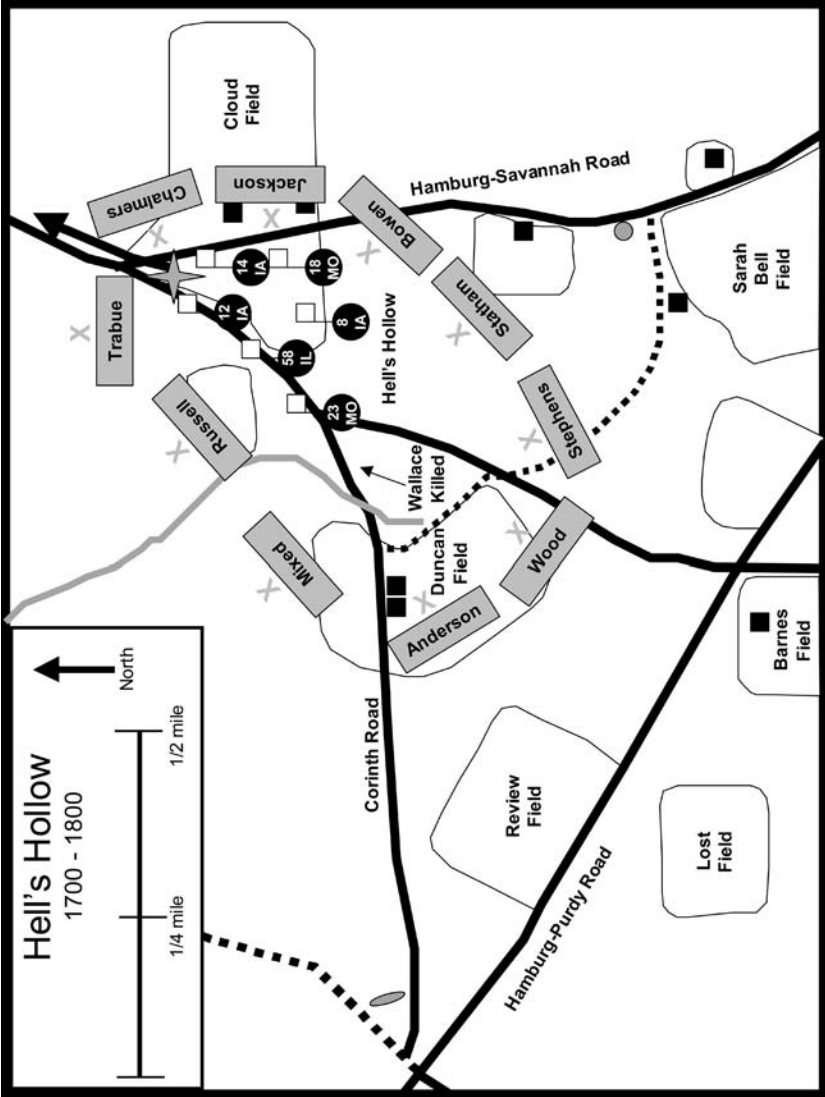 Hell's Hollow
1700 - 1800
1/4 mile
1/2 mile
North
Cloud
Field
Chalmers
Jackson
Hamburg-Savannah Road
Bowen
14
IA
18
MO
Trabue
12
IA
8
IA
58
IL
Hell's Hollow
Statham
Sarah
Bell
Field
Russell
23
MO
Stephens
Wallace
Killed
Mixed
Duncan
Field
Wood
Anderson
Corinth Road
Barnes
Field
Review
Field
Lost
Field
Hamburg-Purdy Road